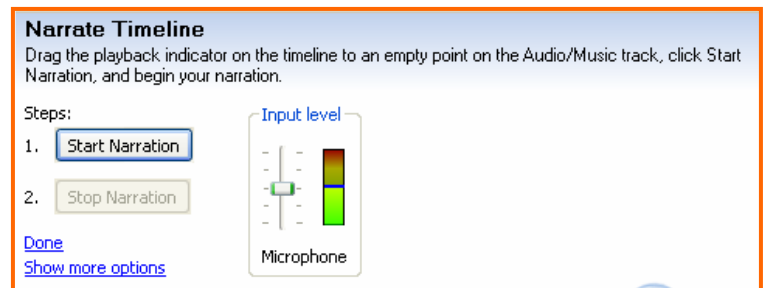 Narrate Timeline
Drag the playback indicator on the timeline to an empty point on the Audio/Music track, click Start
Narration, and begin your narration.
Steps:
1. Start Narration
2. Stop Narration
Done
Show more options
Input level
Microphone